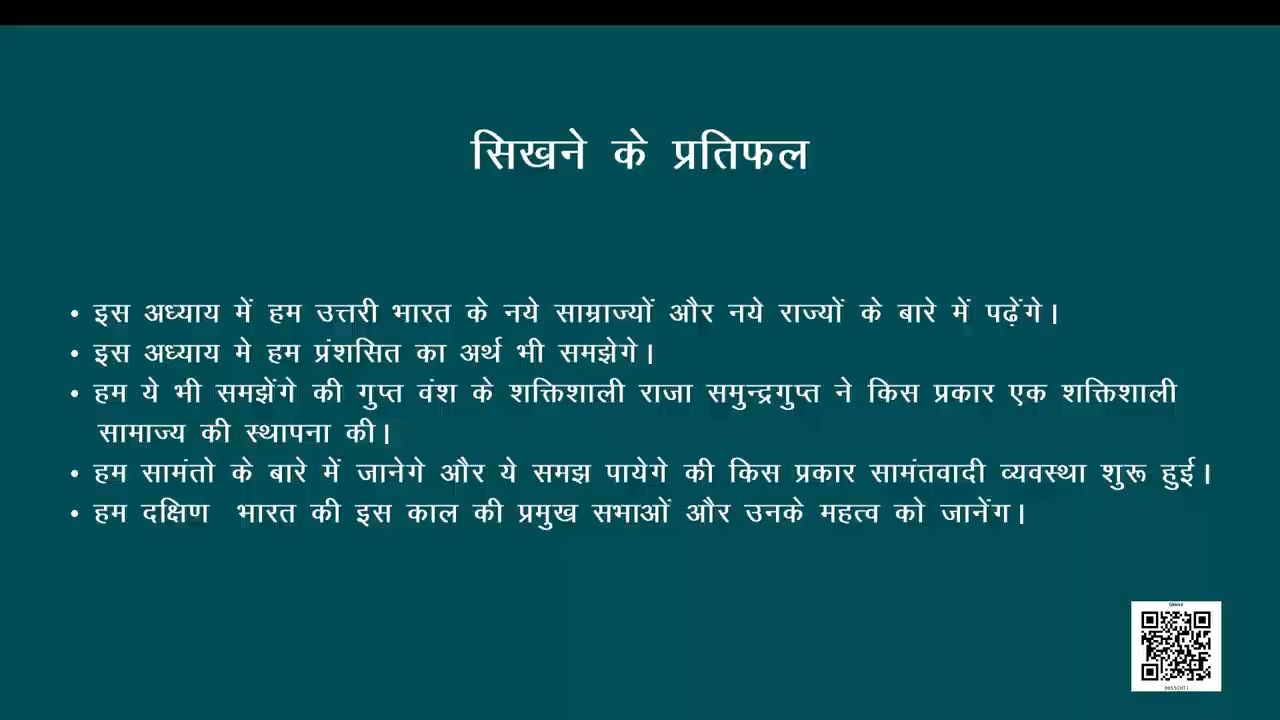 सिखने के प्रतिफल
• इस अध्याय में हम उत्तरी भारत के नये साम्राज्यों और नये राज्यों के बारे में पढ़ेंगे।
• इस अध्याय मे हम प्रंशसित का अर्थ भी समझेगे।
• हम ये भी समझेंगे की गुप्त वंश के शक्तिशाली राजा समुन्द्रगुप्त ने किस प्रकार एक शक्तिशाली
सामाज्य की स्थापना की।
• हम सामंतो के बारे में जानेगे और ये समझ पायेगे की किस प्रकार सामंतवादी व्यवस्था शुरू हुई।
• हम दक्षिण भारत की इस काल की प्रमुख सभाओं और उनके महत्व को जानेंग।